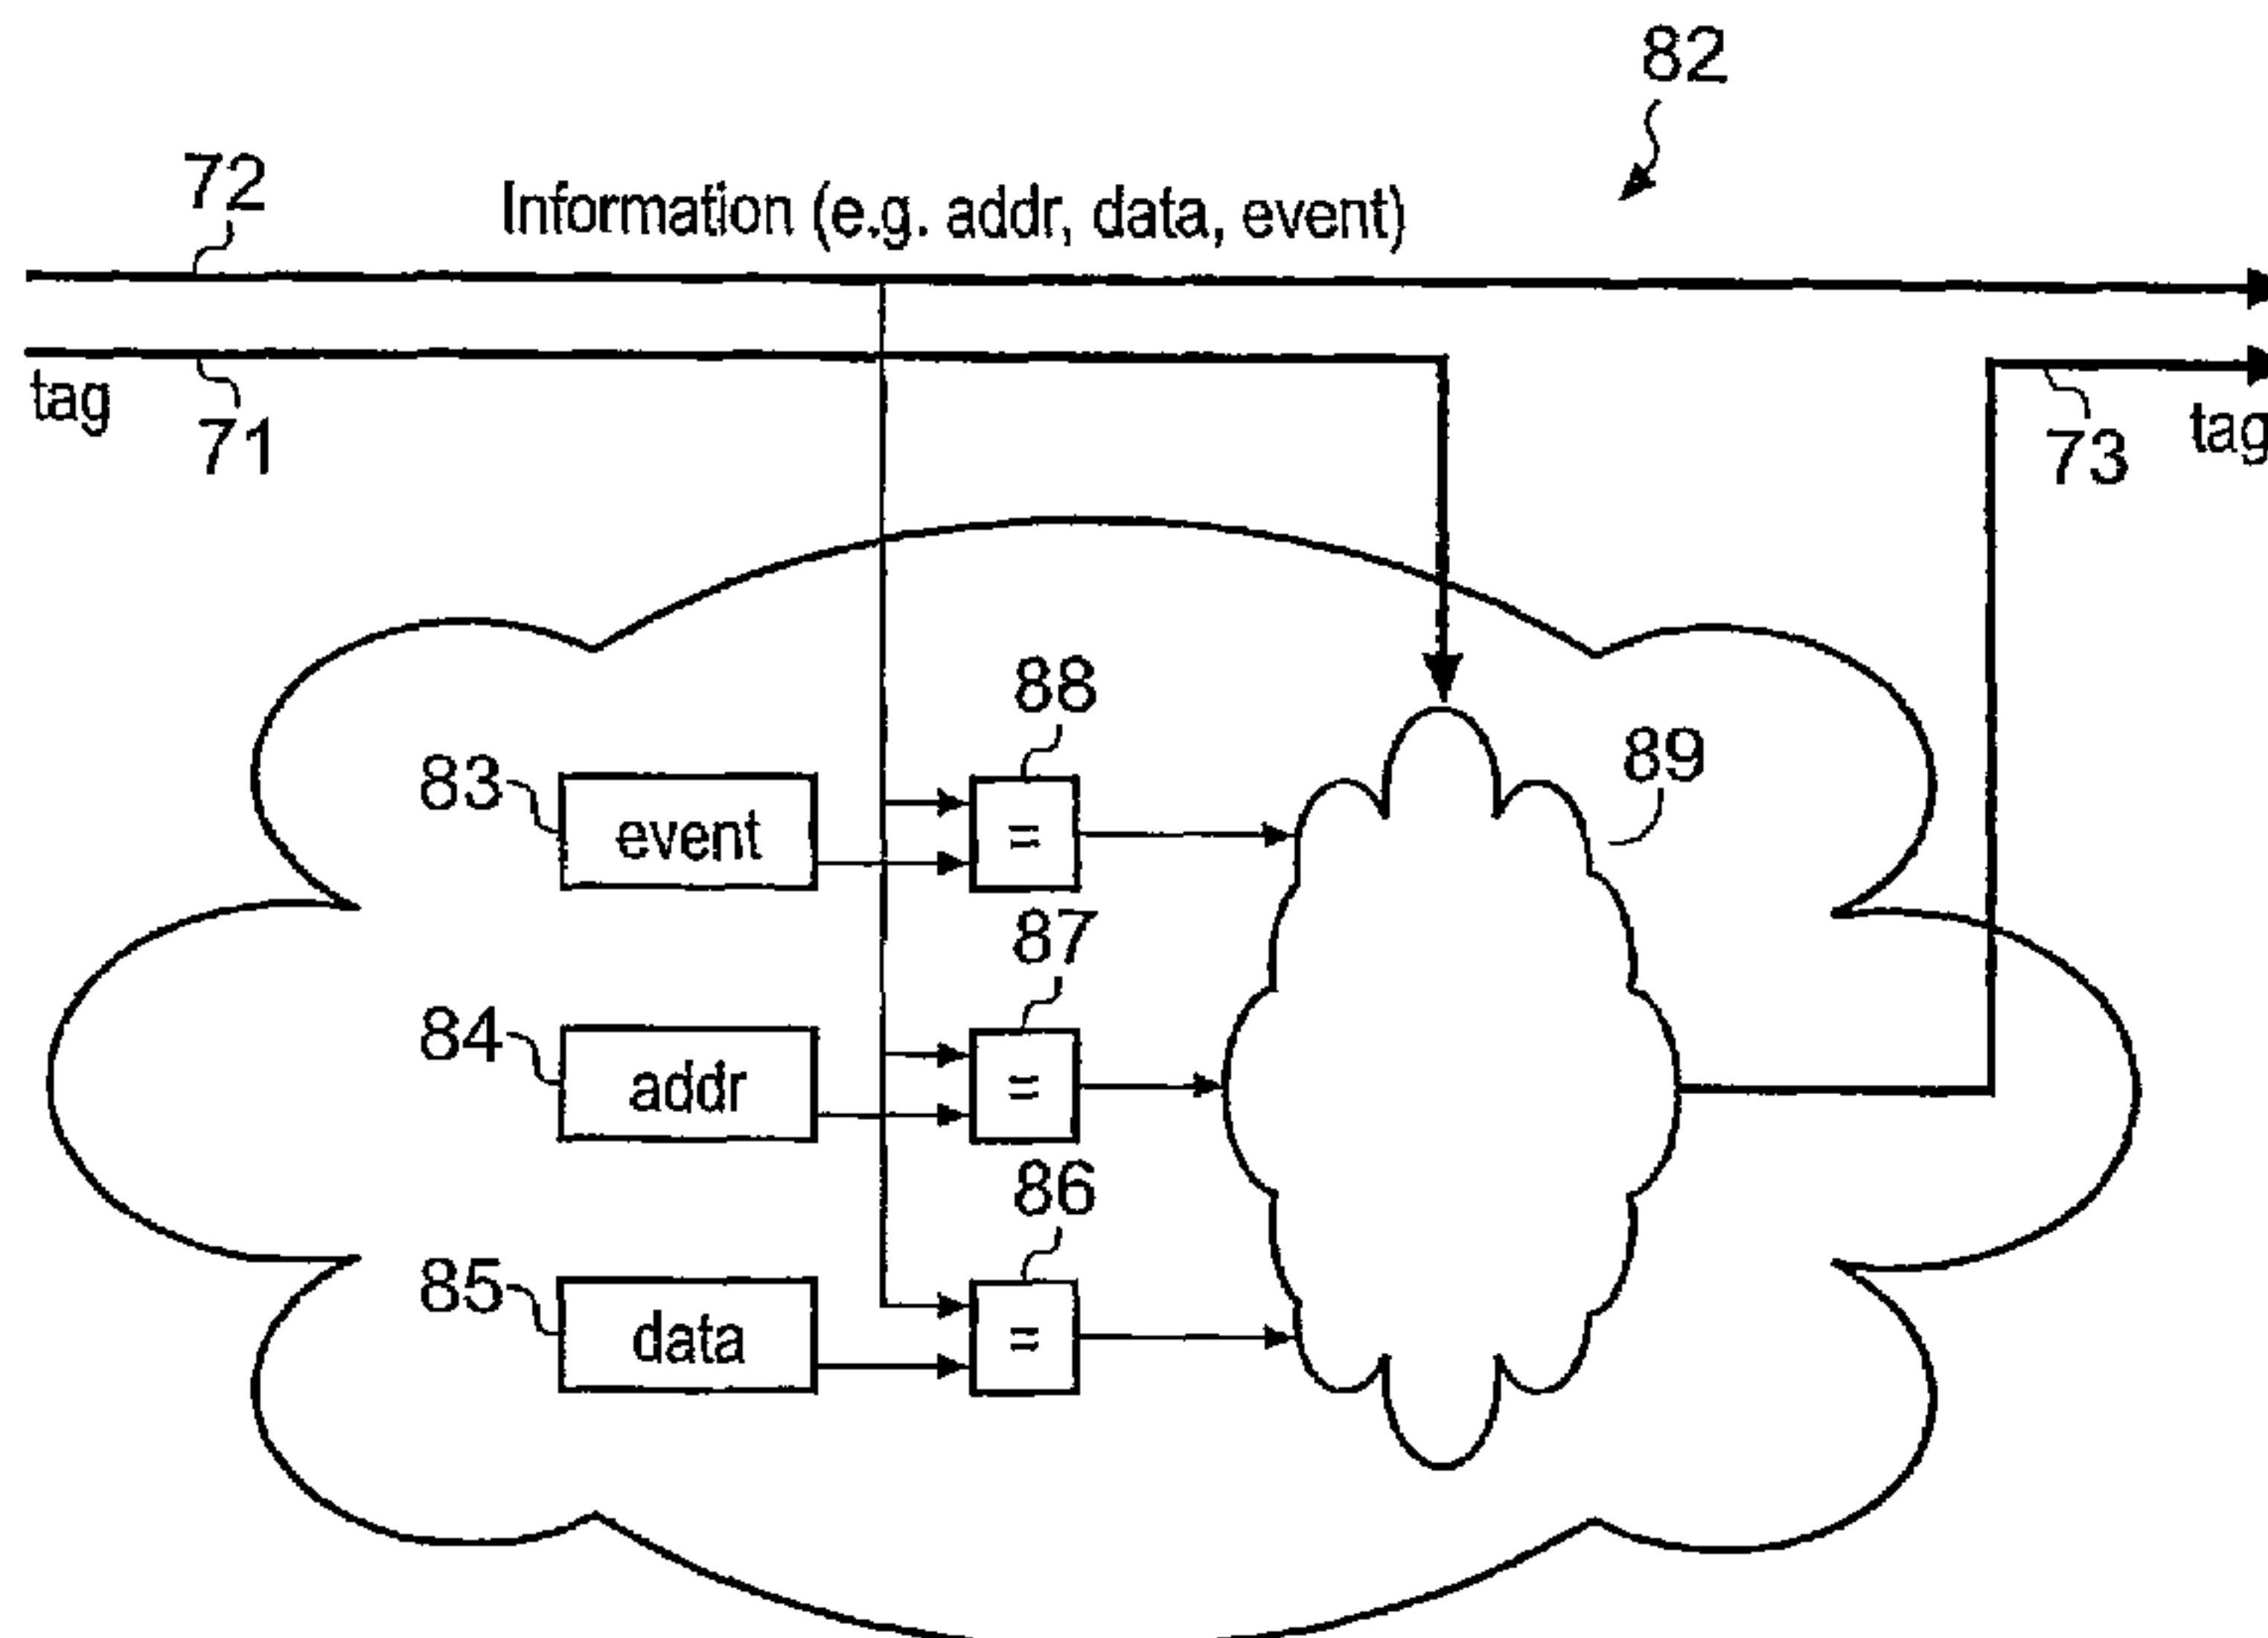 82
72
Information (e.g. addr, data, event)
tag
71
73
tag
88
89
83
event
=
87
84
addr
=
86
85
data
=